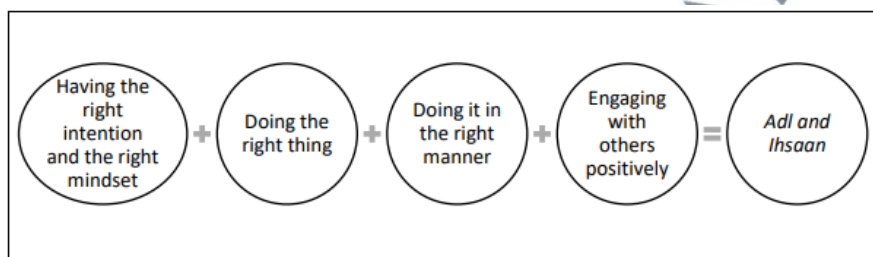 Having the
right
intention
and the right
mindset
+
Doing the
right thing
+
Doing it in
the right
manner
+
Engaging
with
others
positively
=
Adl and
Ihsaan